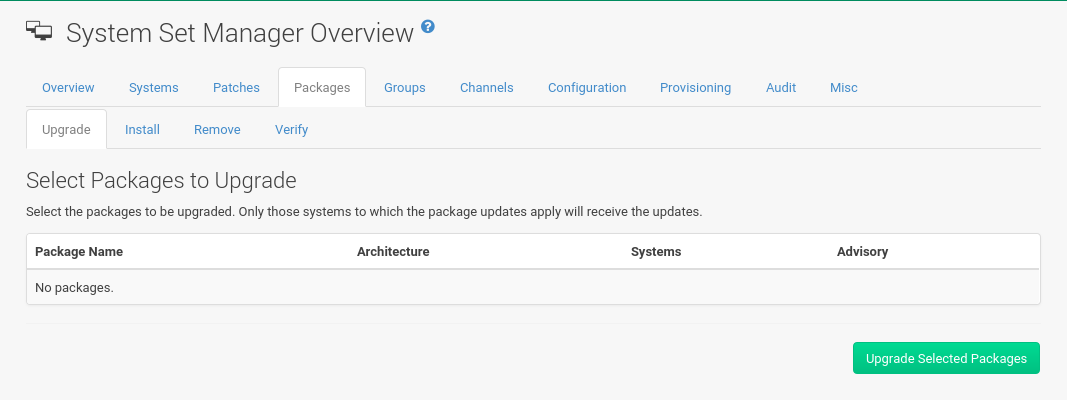 System Set Manager Overview ?
Overview Systems Patches Packages Groups Channels Configuration Provisioning Audit Misc
Upgrade Install Remove Verify
Select Packages to Upgrade
Select the packages to be upgraded. Only those systems to which the package updates apply will receive the updates.
Package Name Architecture Systems Advisory
No packages.
Upgrade Selected Packages